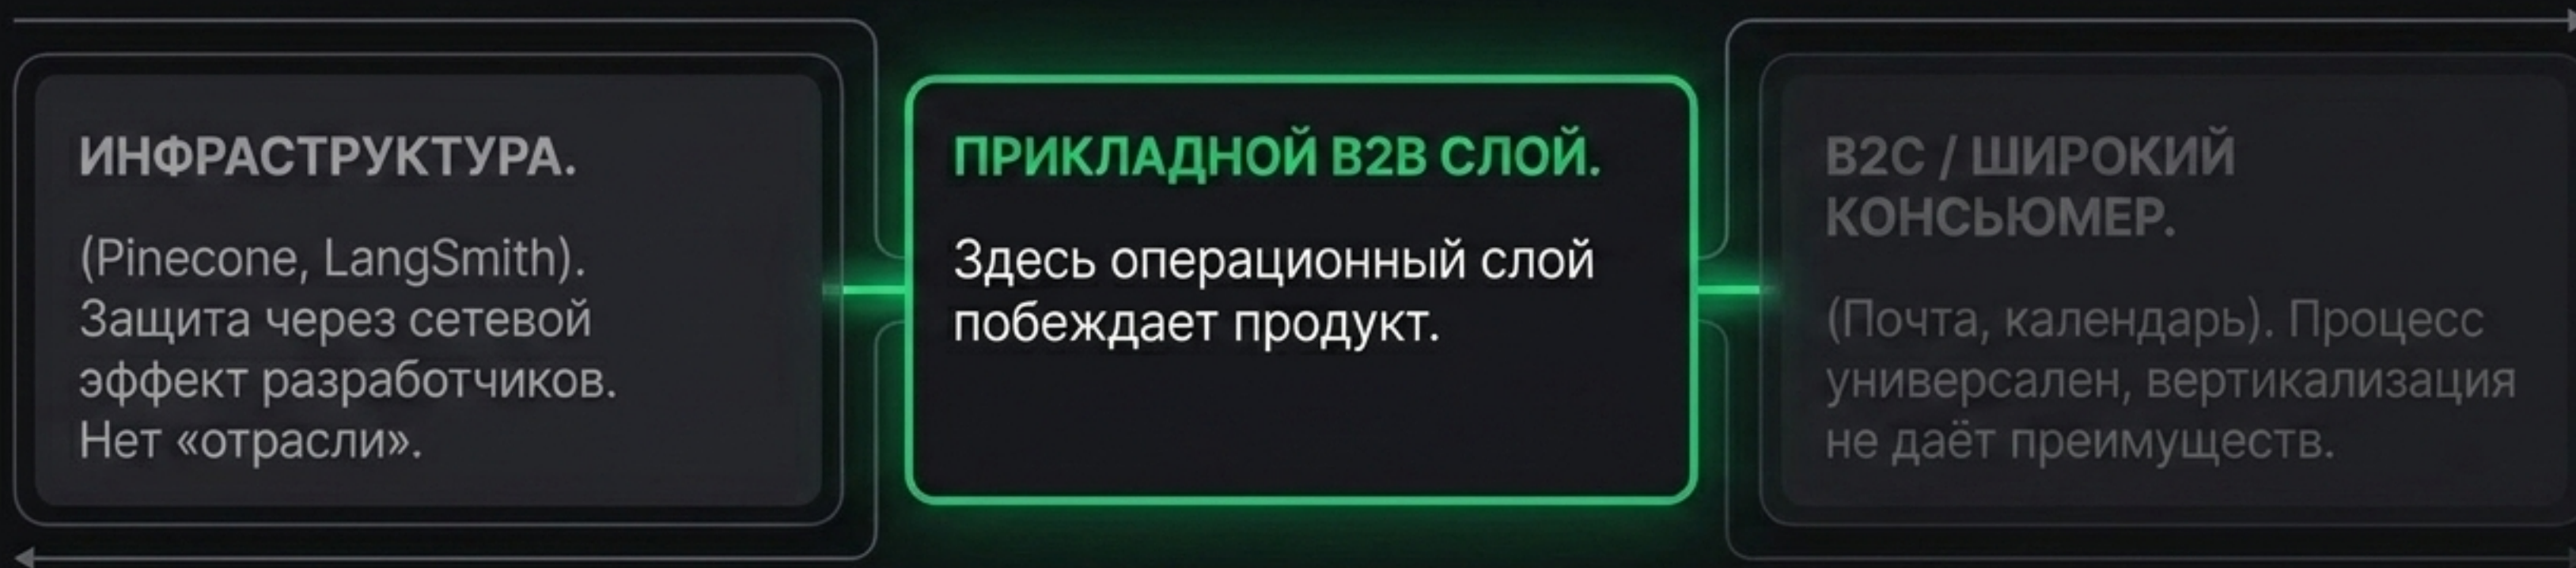 ИНФРАСТРУКТУРА.
(Pinecone, LangSmith).
Защита через сетевой
эффект разработчиков.
Нет «отрасли».
ПРИКЛАДНОЙ B2B СЛОЙ.
Здесь операционный слой
побеждает продукт.
B2C / ШИРОКИЙ
КОНСЬЮМЕР.
(Почта, календарь). Процесс
универсален, вертикализация
не даёт преимуществ.